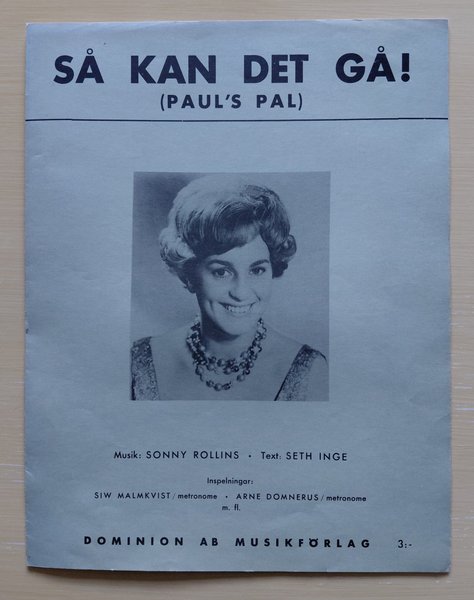 SÅ KAN DET GÅ!
(PAUL'S PAL)
Musik: SONNY ROLLINS · Text: SETH INGE
Inspelningar:
SIW MALMKVIST/metronome · ARNE DOMNERUS/metronome
m. fl.
DOMINION AB MUSIKFÖRLAG 3:-